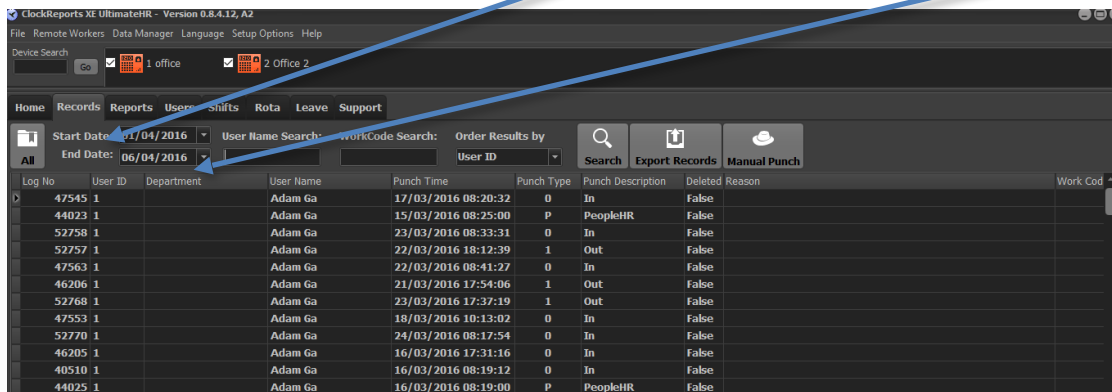 ClockReports XE UltimateHR - Version 0.8.4.12, A2
File Remote Workers Data Manager Language Setup Options Help
Device Search
Go 1 office 2 Office 2
Home Records Reports Users Shifts Rota Leave Support
Start Date: 01/04/2016 User Name Search: WorkCode Search: Order Results by
All End Date: 06/04/2016 User ID Search Export Records Manual Punch
Log No User ID Department User Name Punch Time Punch Type Punch Description Deleted Reason Work Cod
47545 1 Adam Ga 17/03/2016 08:20:32 0 In False
44023 1 Adam Ga 15/03/2016 08:25:00 P PeopleHR False
52758 1 Adam Ga 23/03/2016 08:33:31 0 In False
52757 1 Adam Ga 22/03/2016 18:12:39 1 Out False
47563 1 Adam Ga 22/03/2016 08:41:27 0 In False
46206 1 Adam Ga 21/03/2016 17:54:06 1 Out False
52768 1 Adam Ga 23/03/2016 17:37:19 1 Out False
47553 1 Adam Ga 18/03/2016 10:13:02 0 In False
52770 1 Adam Ga 24/03/2016 08:17:54 0 In False
46205 1 Adam Ga 16/03/2016 17:31:16 0 In False
40510 1 Adam Ga 16/03/2016 08:19:12 0 In False
44025 1 Adam Ga 16/03/2016 08:19:00 P PeopleHR False